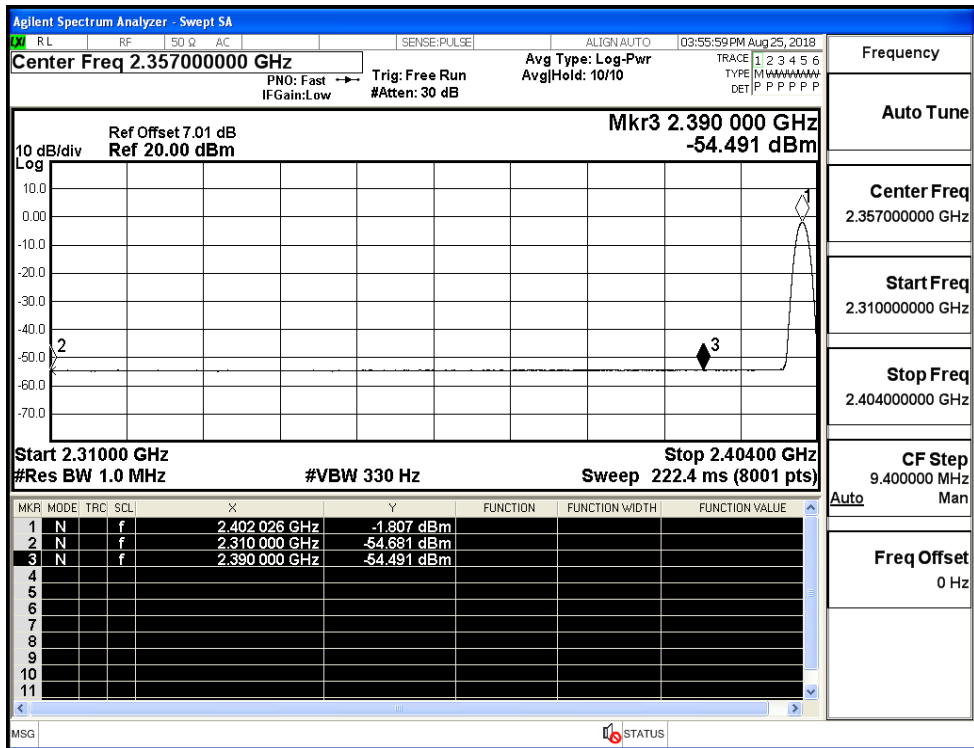 Agilent Spectrum Analyzer - Swept SA
LXI RL RF 50 Ω AC SENSE:PULSE ALIGNAUTO 03:55:59 PM Aug 25, 2018
Center Freq 2.357000000 GHz
PNO: Fast
IFGain:Low
Trig: Free Run
#Atten: 30 dB
Avg Type: Log-Pwr
Avg|Hold: 10/10
TRACE 1 2 3 4 5 6
TYPE M WWWWW
DET P P P P P P
Ref Offset 7.01 dB
Ref 20.00 dBm
10 dB/div
Log
Mkr3 2.390 000 GHz
-54.491 dBm
10.0
0.00
-10.0
-20.0
-30.0
-40.0
-50.0
-60.0
-70.0
1
2
3
Start 2.31000 GHz
Stop 2.40400 GHz
#Res BW 1.0 MHz
#VBW 330 Hz
Sweep 222.4 ms (8001 pts)
MKR MODE TRC SCL X Y FUNCTION FUNCTION WIDTH FUNCTION VALUE
1 N f 2.402 026 GHz -1.807 dBm
2 N f 2.310 000 GHz -54.681 dBm
3 N f 2.390 000 GHz -54.491 dBm
4
5
6
7
8
9
10
11
MSG
STATUS
Frequency
Auto Tune
Center Freq
2.357000000 GHz
Start Freq
2.310000000 GHz
Stop Freq
2.404000000 GHz
CF Step
9.400000 MHz
Auto Man
Freq Offset
0 Hz